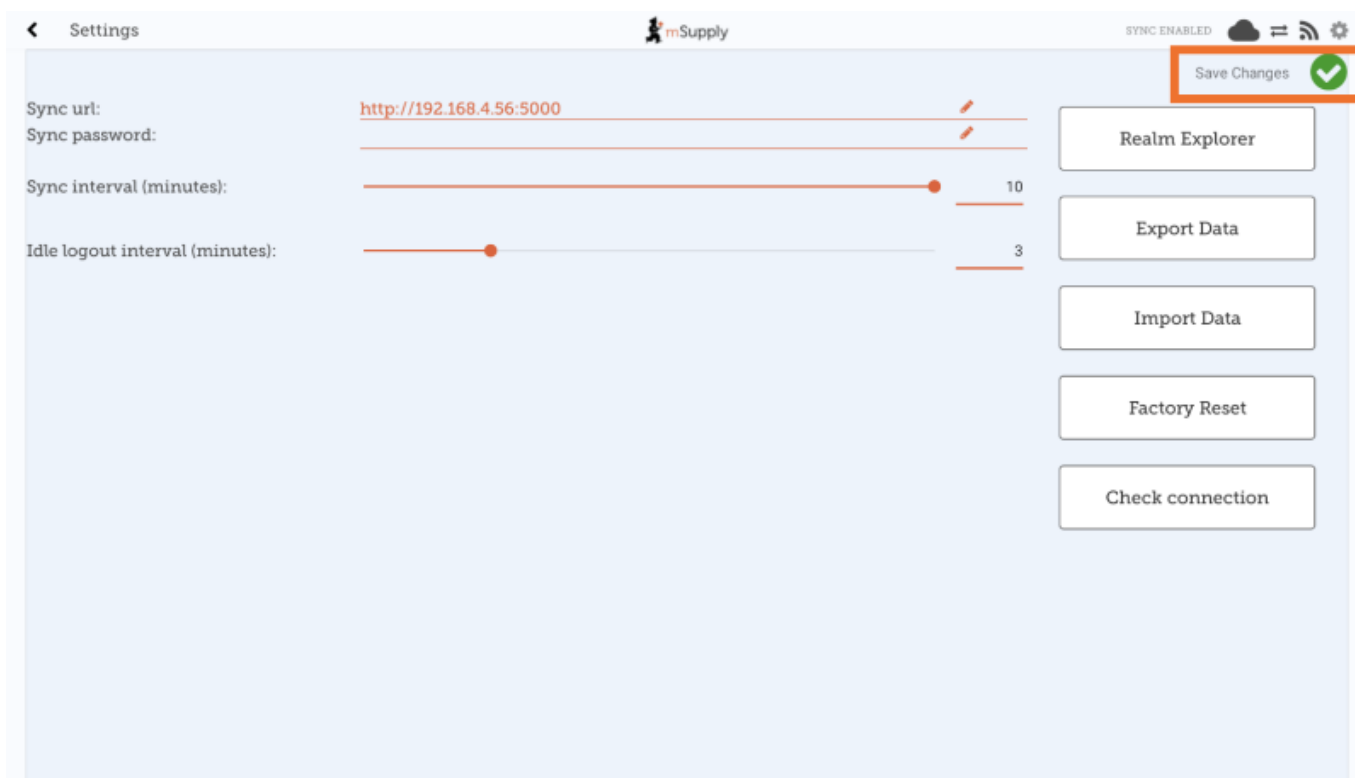 Settings
mSupply
SYNC ENABLED
Save Changes
Sync url:
http://192.168.4.56:5000
Sync password:
Sync interval (minutes):
10
Idle logout interval (minutes):
3
Realm Explorer
Export Data
Import Data
Factory Reset
Check connection